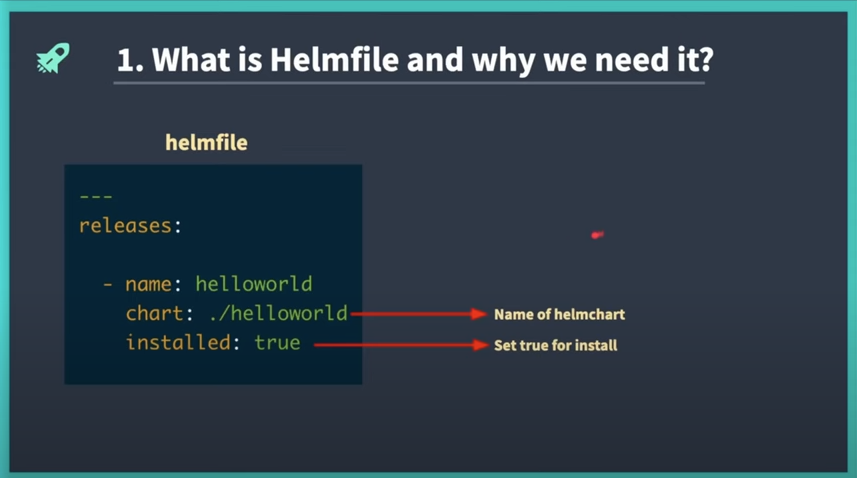 1. What is Helmfile and why we need it?
helmfile
---
releases:
- name: helloworld
chart: ./helloworld
installed: true
Name of helmchart
Set true for install